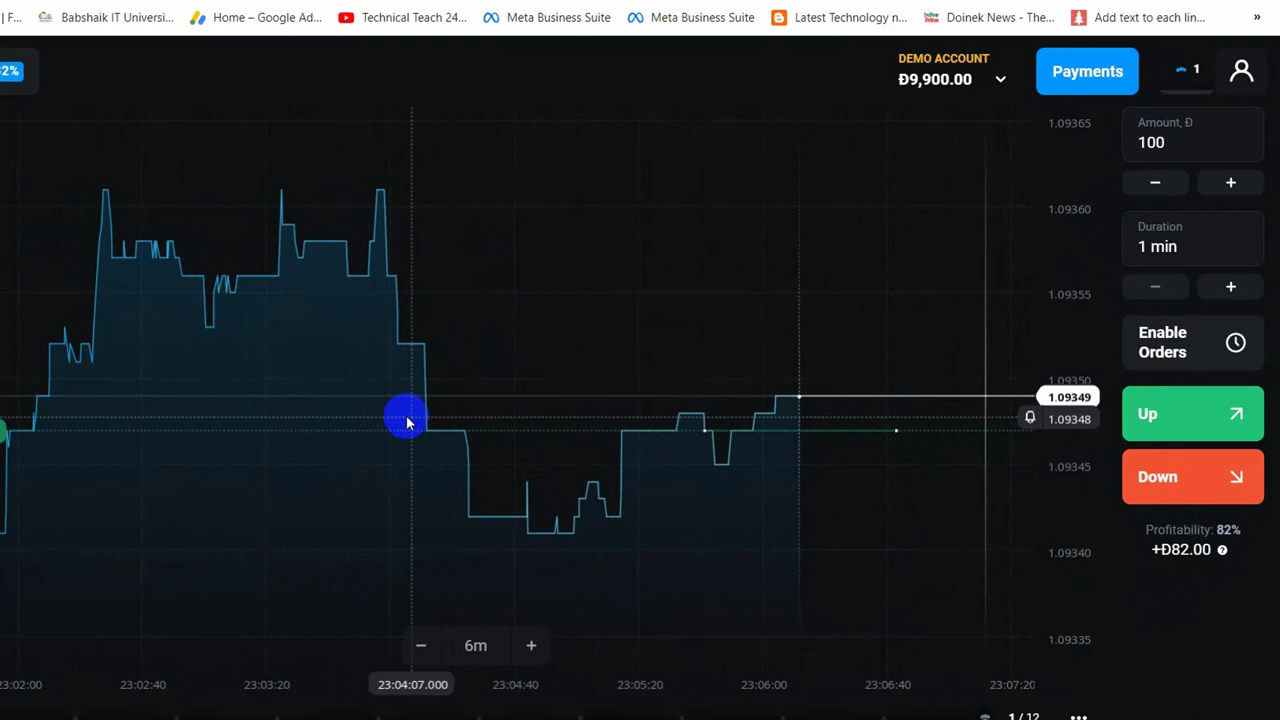 | F...
Babshaik IT Universi...
Home – Google Ad...
Technical Teach 24...
Meta Business Suite
Meta Business Suite
Latest Technology n...
Doinek News - The...
Add text to each lin...
»
32%
DEMO ACCOUNT
Đ9,900.00
Payments
1
1.09365
Amount, Đ
100
1.09360
Duration
1 min
1.09355
Enable
Orders
1.09350
1.09349
1.09348
Up
1.09345
Down
Profitability: 82%
+Đ82.00
1.09340
1.09335
6m
23:02:00
23:02:40
23:03:20
23:04:07.000
23:04:40
23:05:20
23:06:00
23:06:40
23:07:20
1 / 12